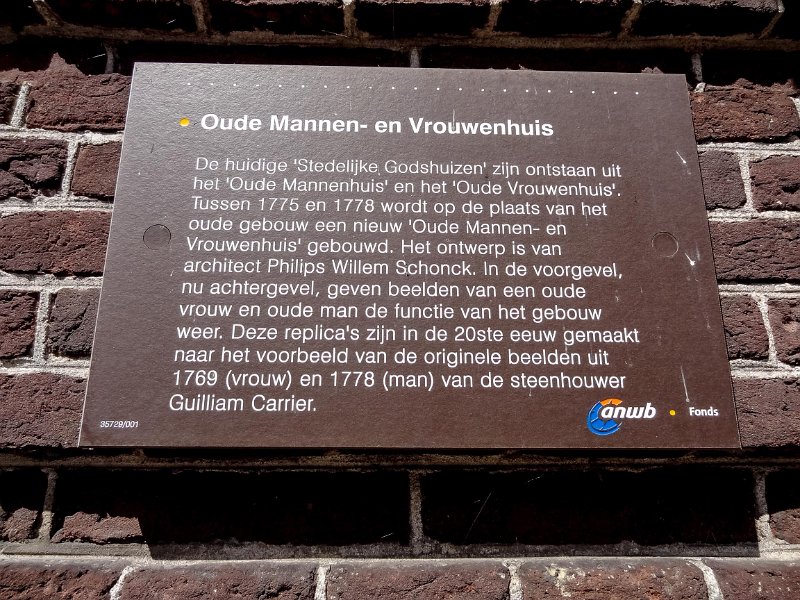 Oude Mannen- en Vrouwenhuis
De huidige 'Stedelijke Godshuizen' zijn ontstaan uit
het 'Oude Mannenhuis' en het 'Oude Vrouwenhuis'.
Tussen 1775 en 1778 wordt op de plaats van het
oude gebouw een nieuw 'Oude Mannen- en
Vrouwenhuis' gebouwd. Het ontwerp is van
architect Philips Willem Schonck. In de voorgevel,
nu achtergevel, geven beelden van een oude
vrouw en oude man de functie van het gebouw
weer. Deze replica's zijn in de 20ste eeuw gemaakt
naar het voorbeeld van de originele beelden uit
1769 (vrouw) en 1778 (man) van de steenhouwer
Guilliam Carrier.
35729/001
anwb • Fonds